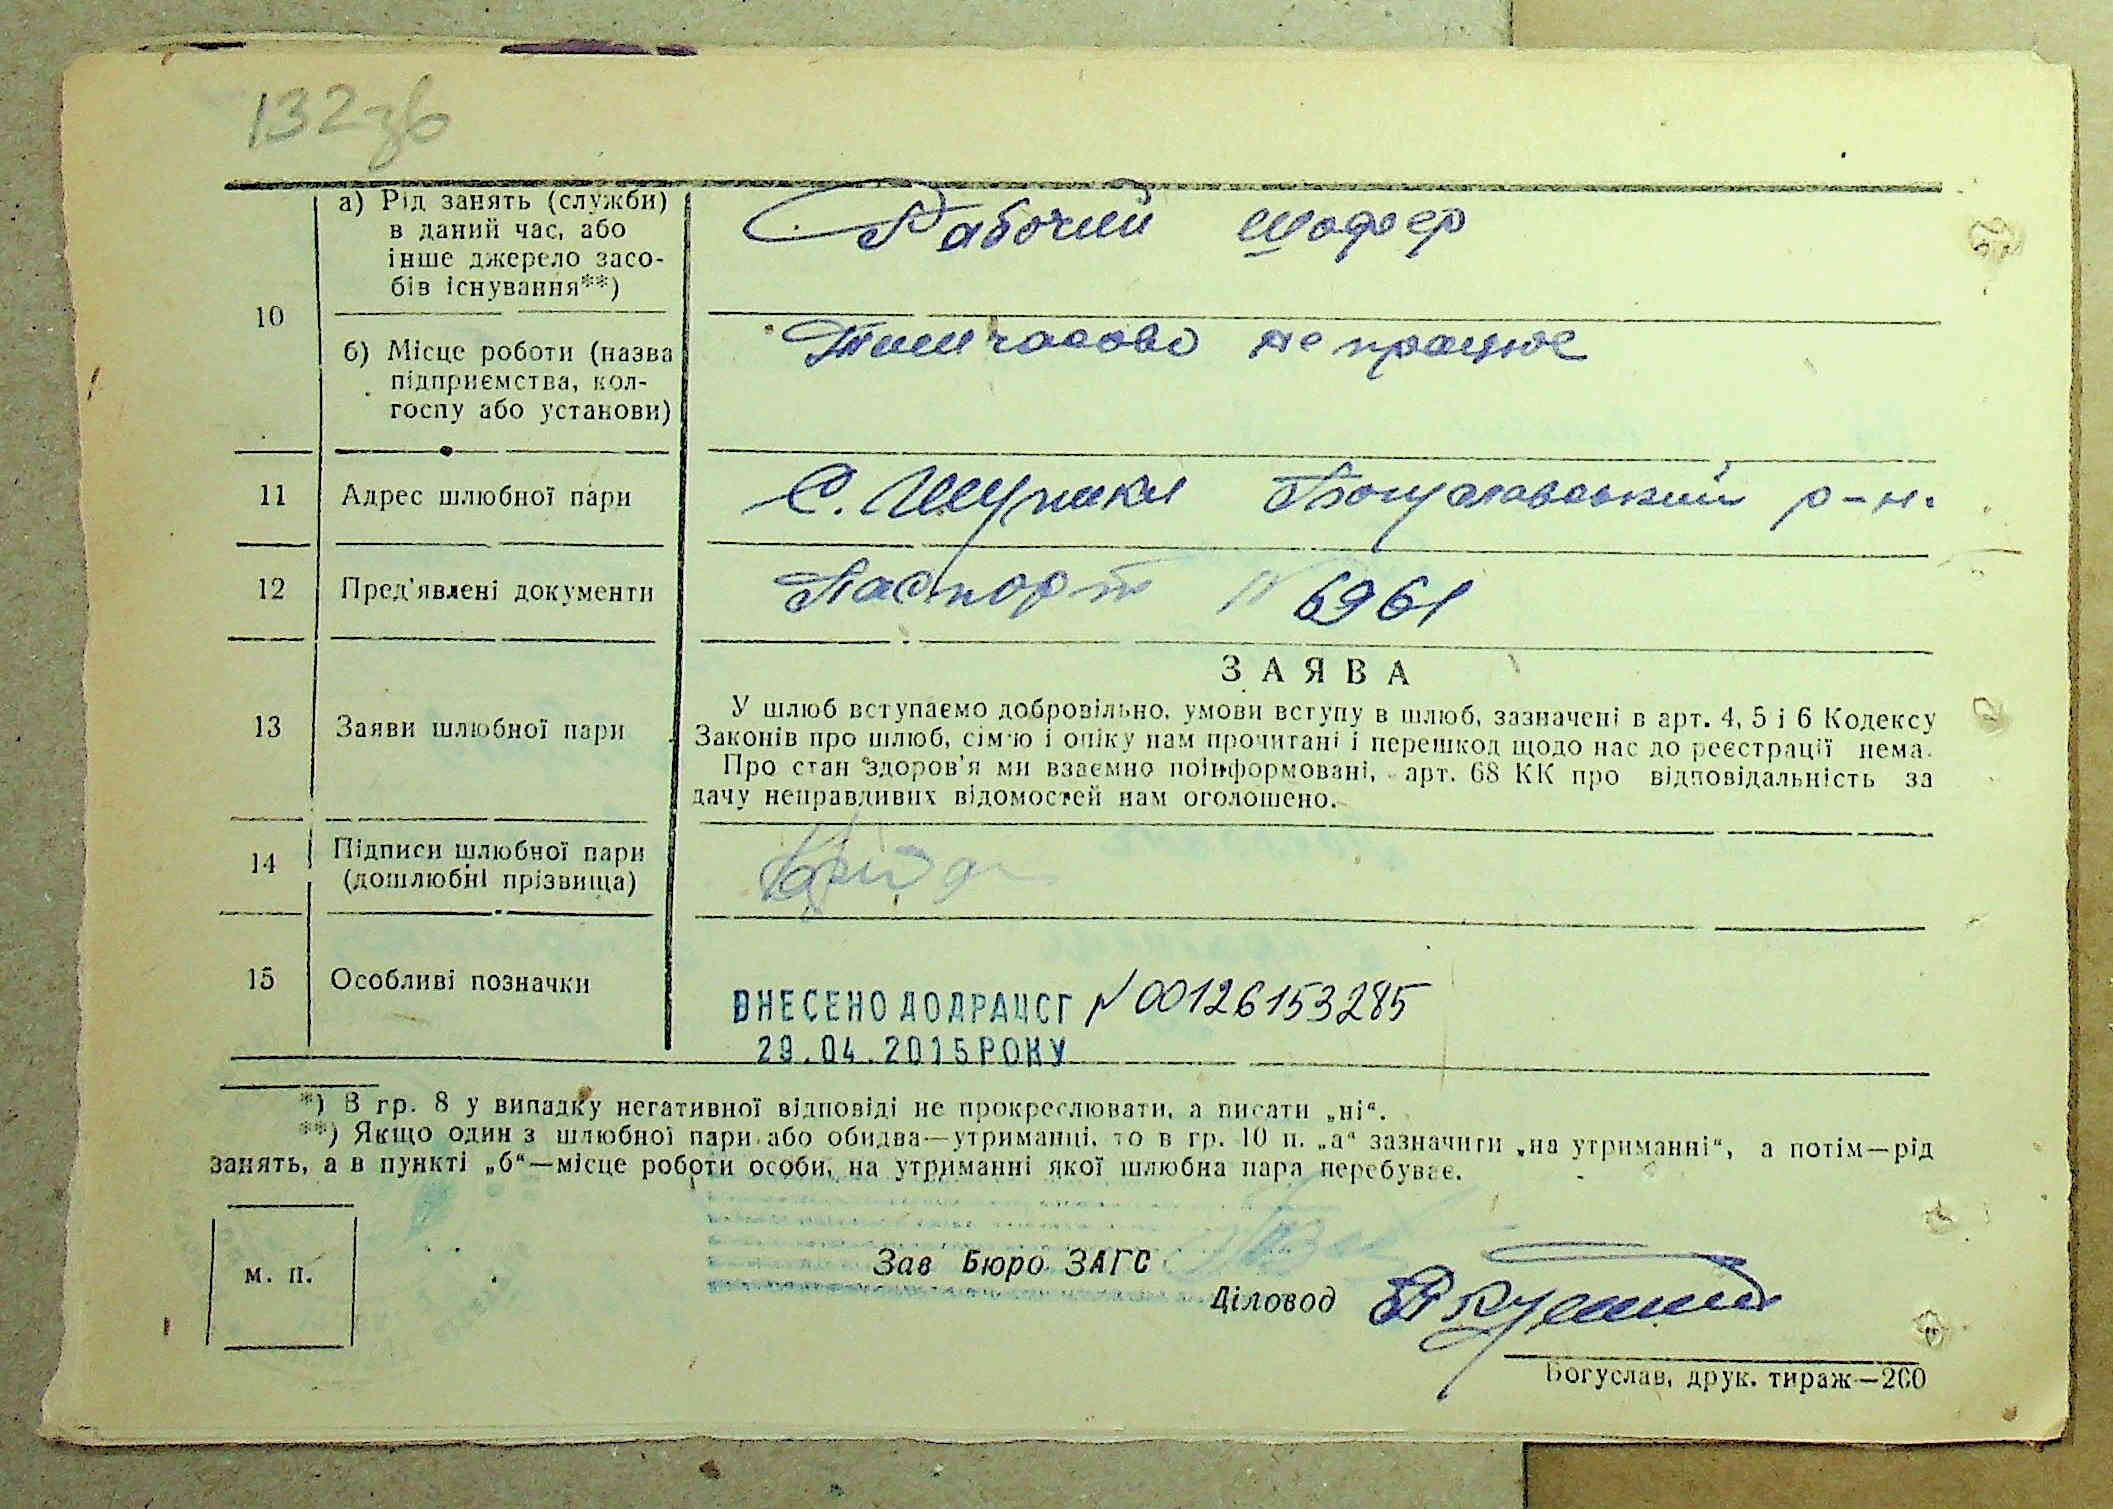 132зв
а) Рід занять (служби)
в даний час, або
інше джерело засо-
бів існування**)
Рабочий шофер
10
б) Місце роботи (назва
підприємства, кол-
госпу або установи)
Тимчасово не працює
11
Адрес шлюбної пари
С. Шупики Богуславський р-н.
12
Пред'явлені документи
Паспорт N 6961
13
Заяви шлюбної пари
ЗАЯВА
У шлюб вступаємо добровільно, умови вступу в шлюб, зазначені в арт. 4, 5 і 6 Кодексу
Законів про шлюб, сім'ю і опіку нам прочитані і перешкод щодо нас до реєстрації нема.
Про стан здоров'я ми взаємно поінформовані, арт. 68 КК про відповідальність за
дачу неправдивих відомостей нам оголошено.
14
Підписи шлюбної пари
(дошлюбні прізвища)
15
Особливі позначки
ВНЕСЕНО ДО ДРАЦСГ N 00126153285
29.04.2015 РОКУ
*) В гр. 8 у випадку негативної відповіді не прокреслювати, а писати „ні“.
**) Якщо один з шлюбної пари або обидва—утриманці, то в гр. 10 п. „а“ зазначити „на утриманні“, а потім—рід
занять, а в пункті „б“—місце роботи особи, на утриманні якої шлюбна пара перебуває.
м. п.
Зав Бюро ЗАГС
Діловод
Богуслав, друк. тираж—200